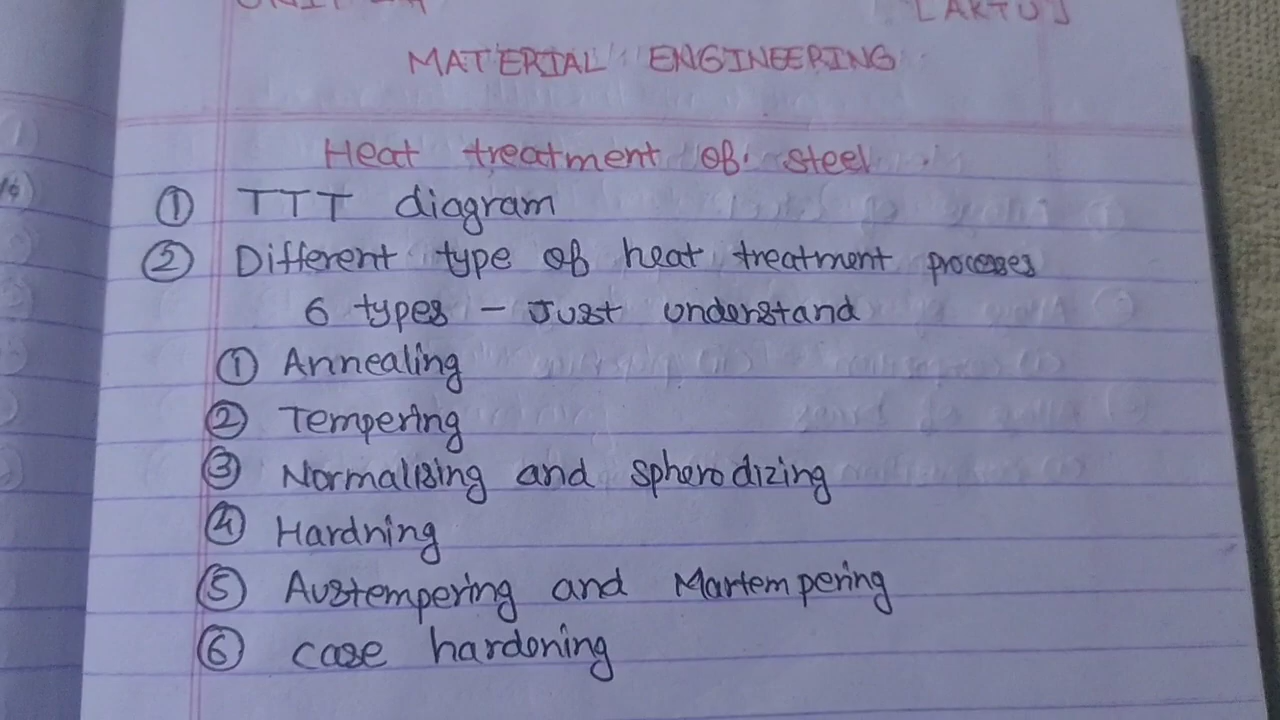 [AKTU]
MATERIAL ENGINEERING
Heat treatment of steel
① TTT diagram
② Different type of heat treatment processes
6 types - Just understand
① Annealing
② Tempering
③ Normalising and spherodizing
④ Hardning
⑤ Austempering and Martempering
⑥ case hardening